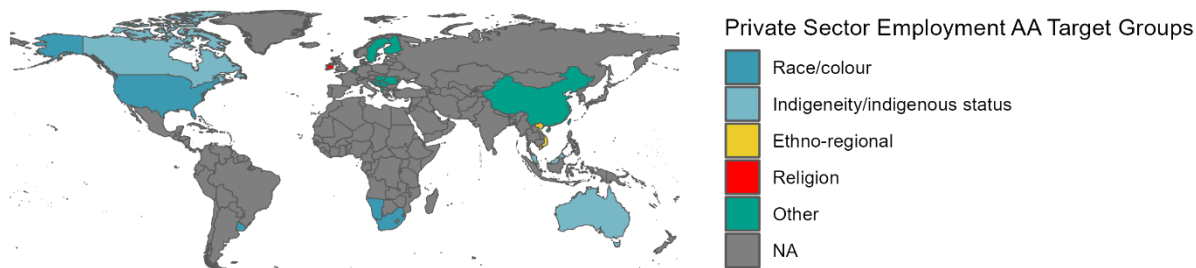 Private Sector Employment AA Target Groups
Race/colour
Indigeneity/indigenous status
Ethno-regional
Religion
Other
NA